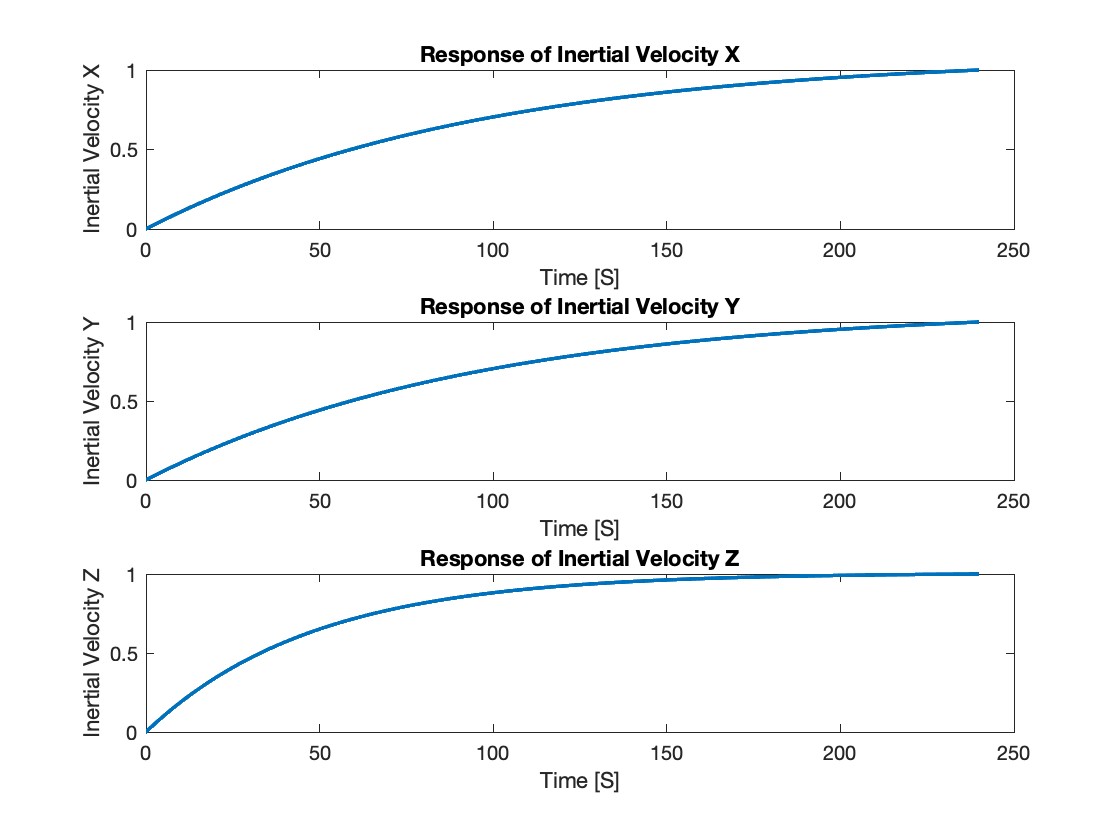 Response of Inertial Velocity X
Inertial Velocity X
1
0.5
0
0 50 100 150 200 250
Time [S]
Response of Inertial Velocity Y
Inertial Velocity Y
1
0.5
0
0 50 100 150 200 250
Time [S]
Response of Inertial Velocity Z
Inertial Velocity Z
1
0.5
0
0 50 100 150 200 250
Time [S]